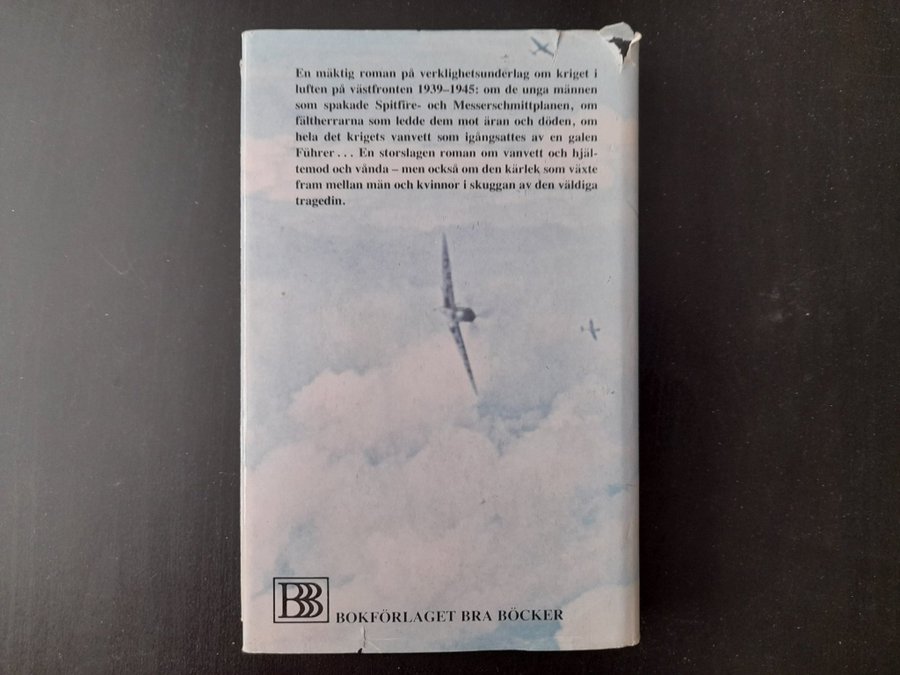 En mäktig roman på verklighetsunderlag om kriget i
luften på västfronten 1939–1945: om de unga männen
som spakade Spitfire- och Messerschmittplanen, om
fältherrarna som ledde dem mot äran och döden, om
hela det krigets vanvett som igångsattes av en galen
Führer... En storslagen roman om vanvett och hjäl-
temod och vånda – men också om den kärlek som växte
fram mellan män och kvinnor i skuggan av den väldiga
tragedin.
BBB
BOKFÖRLAGET BRA BÖCKER